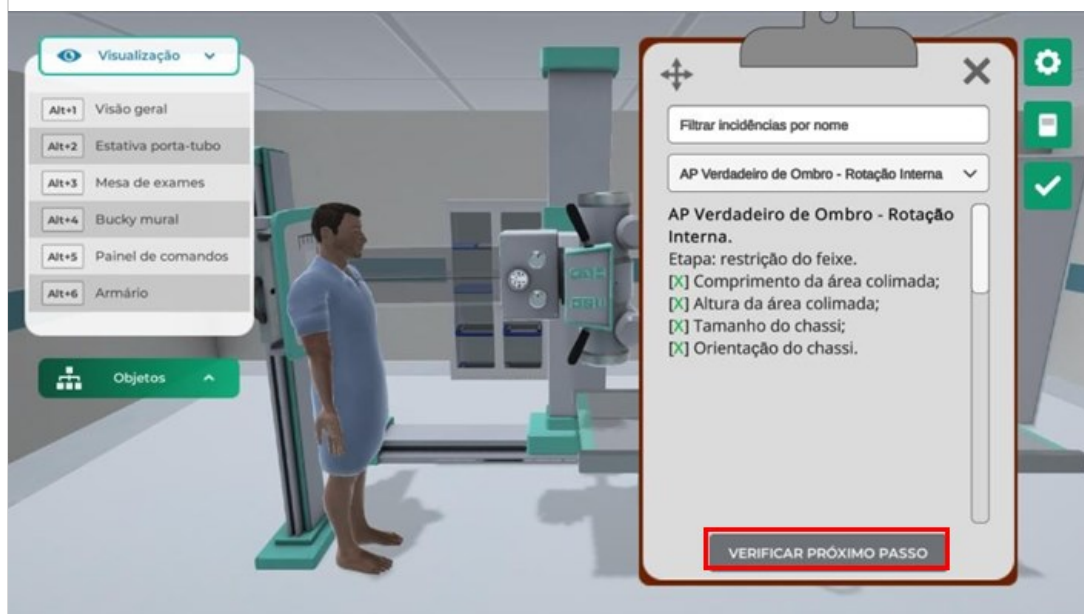 Visualização
Alt+1 Visão geral
Alt+2 Estativa porta-tubo
Alt+3 Mesa de exames
Alt+4 Bucky mural
Alt+5 Painel de comandos
Alt+6 Armário
Objetos
Filtrar incidências por nome
AP Verdadeiro de Ombro - Rotação Interna
AP Verdadeiro de Ombro - Rotação
Interna.
Etapa: restrição do feixe.
[X] Comprimento da área colimada;
[X] Altura da área colimada;
[X] Tamanho do chassi;
[X] Orientação do chassi.
VERIFICAR PRÓXIMO PASSO